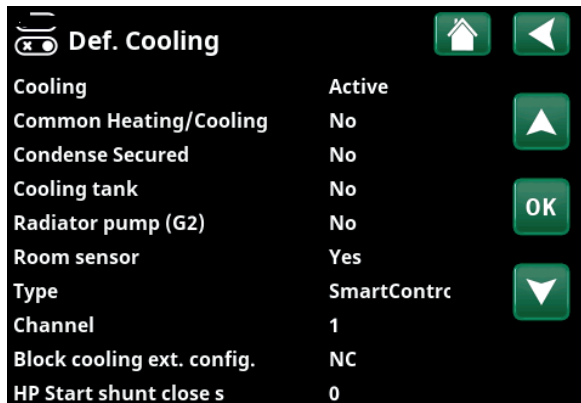 Def. Cooling
Cooling Active
Common Heating/Cooling No
Condense Secured No
Cooling tank No
Radiator pump (G2) No
OK
Room sensor Yes
Type SmartContrc
Channel 1
Block cooling ext. config. NC
HP Start shunt close s 0